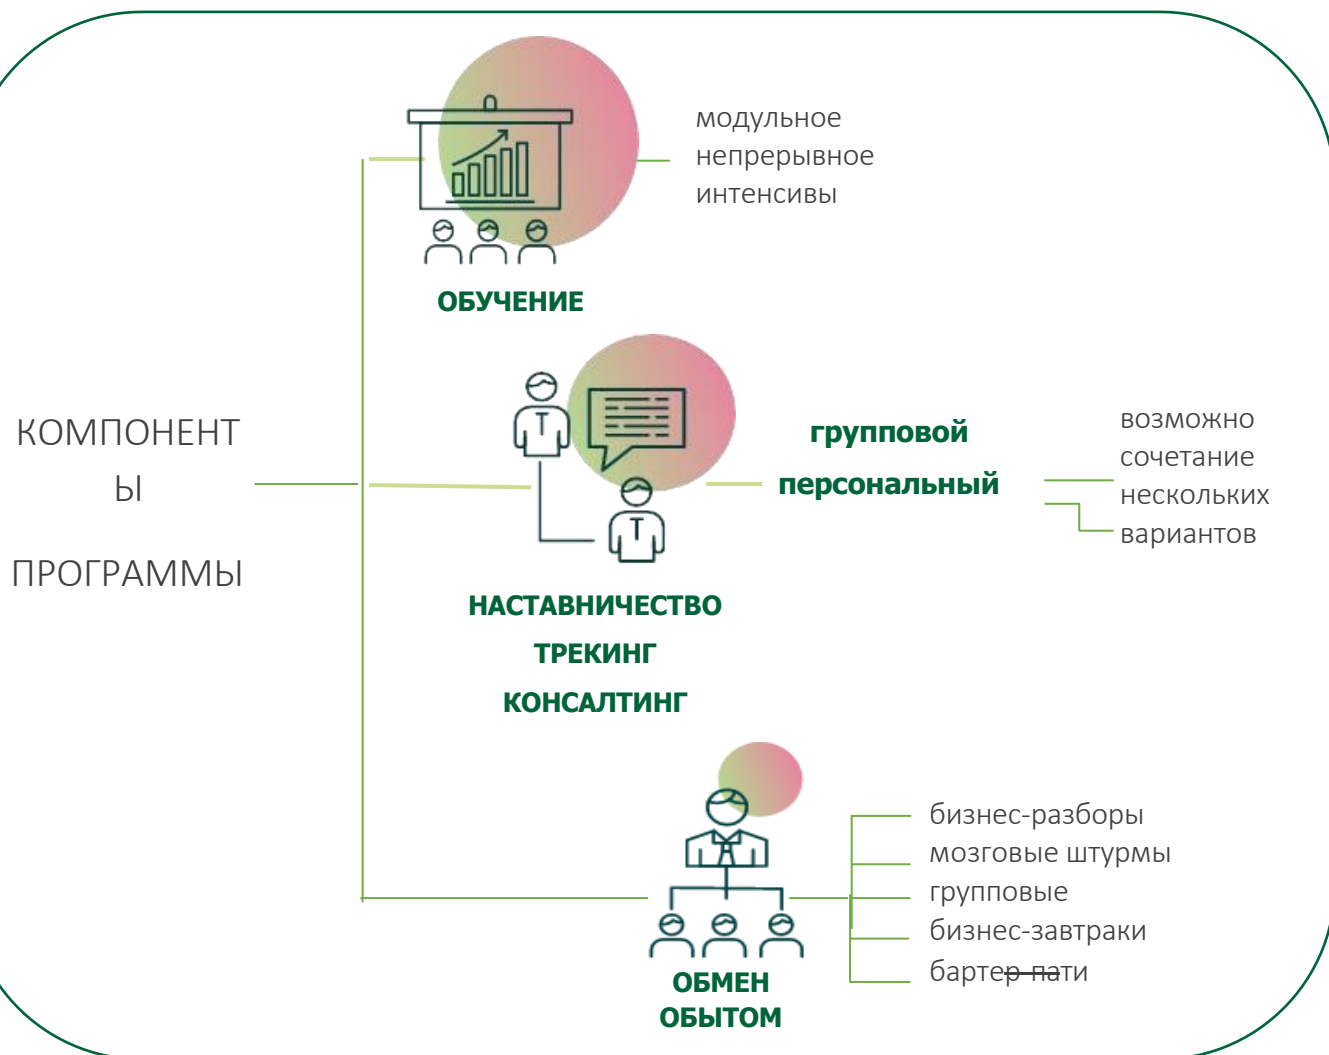 модульное
непрерывное
интенсивы
ОБУЧЕНИЕ
КОМПОНЕНТ
Ы
ПРОГРАММЫ
групповой
персональный
возможно
сочетание
нескольких
вариантов
НАСТАВНИЧЕСТВО
ТРЕКИНГ
КОНСАЛТИНГ
бизнес-разборы
мозговые штурмы
групповые
бизнес-завтраки
бартер-пати
ОБМЕН
ОБЫТОМ